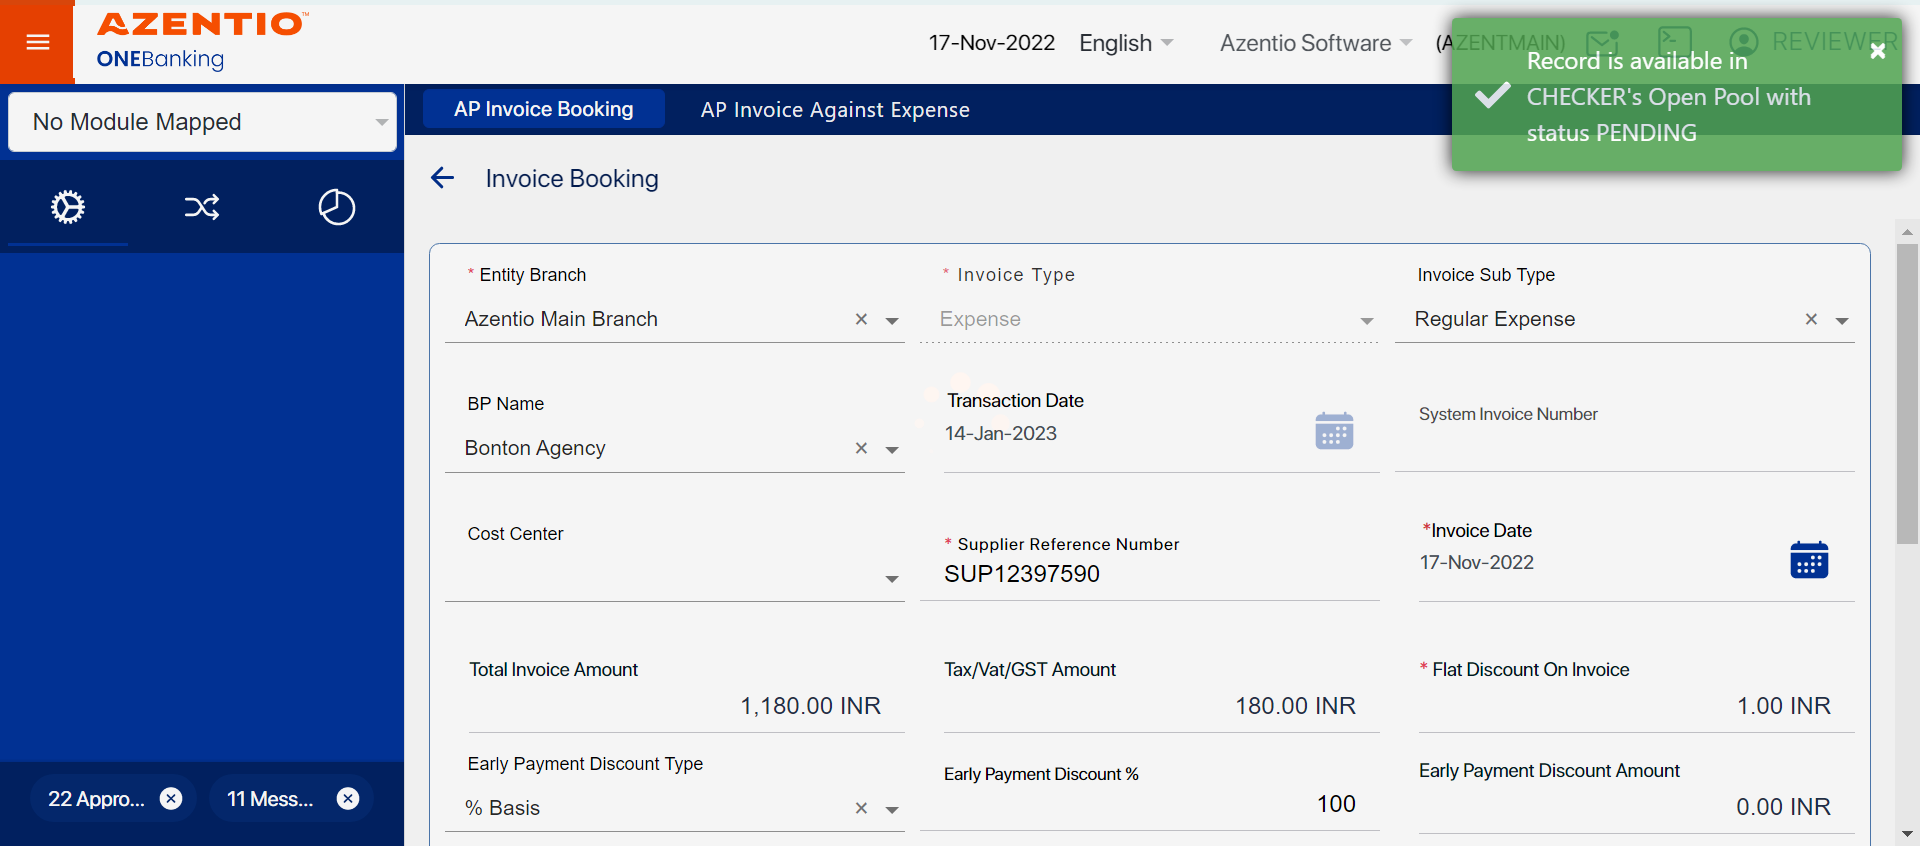 AZENTIO™
ONEBanking
17-Nov-2022
English
Azentio Software
(AZENTMAIN)
REVIEWER
Record is available in
CHECKER's Open Pool with
status PENDING
No Module Mapped
AP Invoice Booking
AP Invoice Against Expense
Invoice Booking
* Entity Branch
Azentio Main Branch
* Invoice Type
Expense
Invoice Sub Type
Regular Expense
BP Name
Bonton Agency
Transaction Date
14-Jan-2023
System Invoice Number
Cost Center
* Supplier Reference Number
SUP12397590
*Invoice Date
17-Nov-2022
Total Invoice Amount
1,180.00 INR
Tax/Vat/GST Amount
180.00 INR
* Flat Discount On Invoice
1.00 INR
Early Payment Discount Type
% Basis
Early Payment Discount %
100
Early Payment Discount Amount
0.00 INR
22 Appro...
11 Mess...